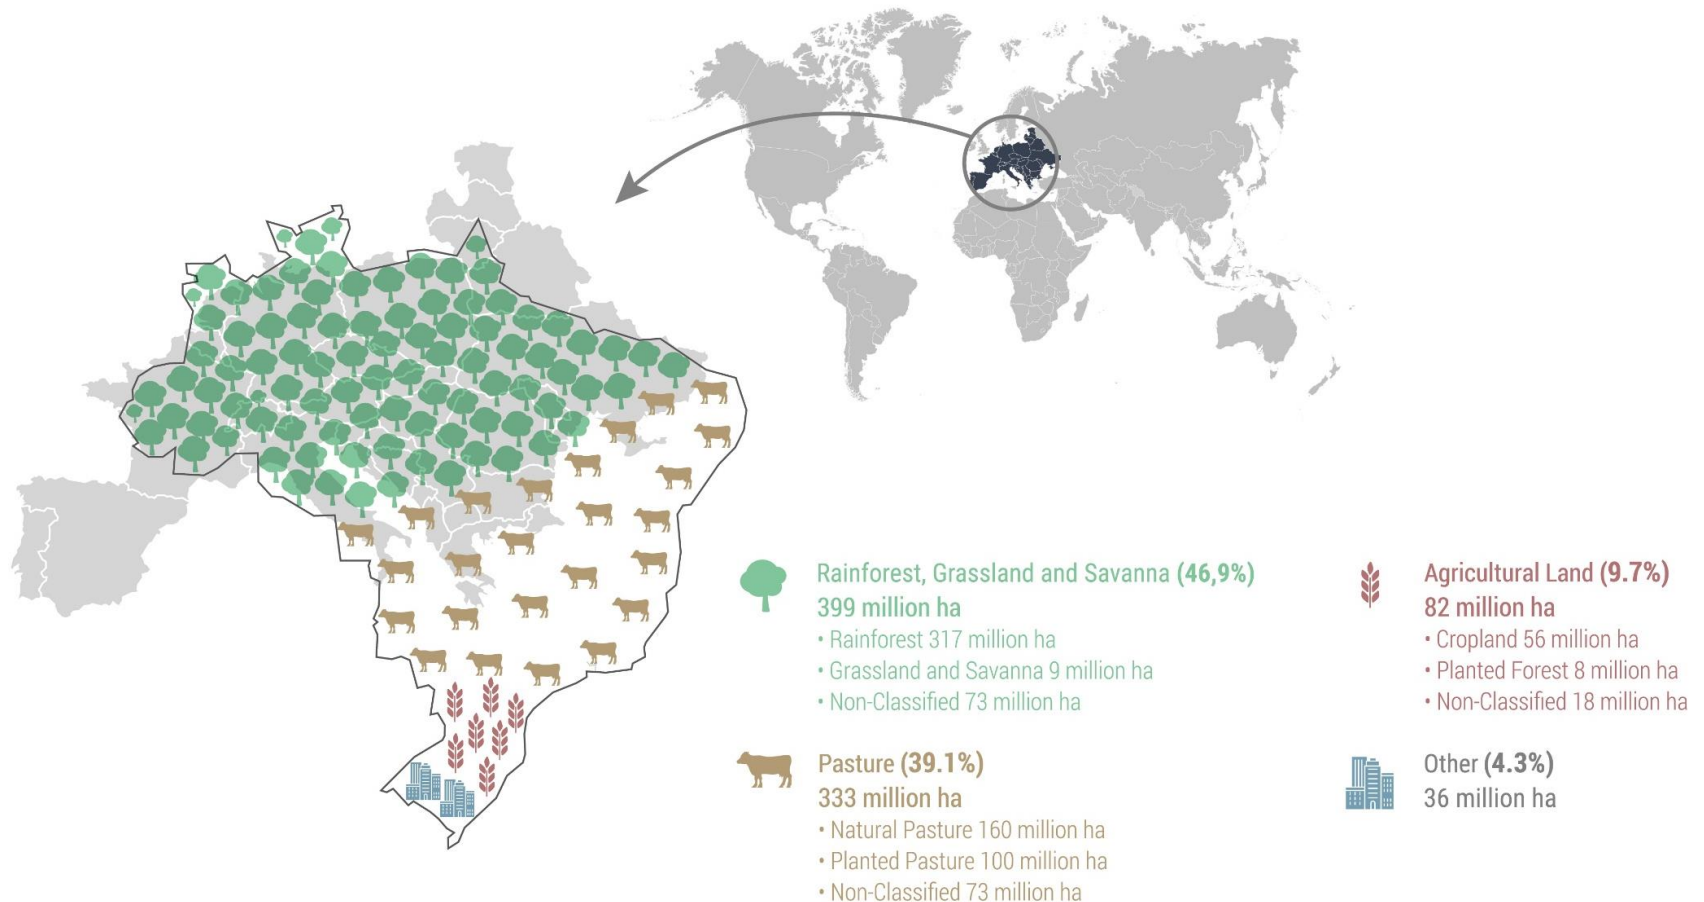 Rainforest, Grassland and Savanna (46,9%)
399 million ha
• Rainforest 317 million ha
• Grassland and Savanna 9 million ha
• Non-Classified 73 million ha
Pasture (39.1%)
333 million ha
• Natural Pasture 160 million ha
• Planted Pasture 100 million ha
• Non-Classified 73 million ha
Agricultural Land (9.7%)
82 million ha
• Cropland 56 million ha
• Planted Forest 8 million ha
• Non-Classified 18 million ha
Other (4.3%)
36 million ha